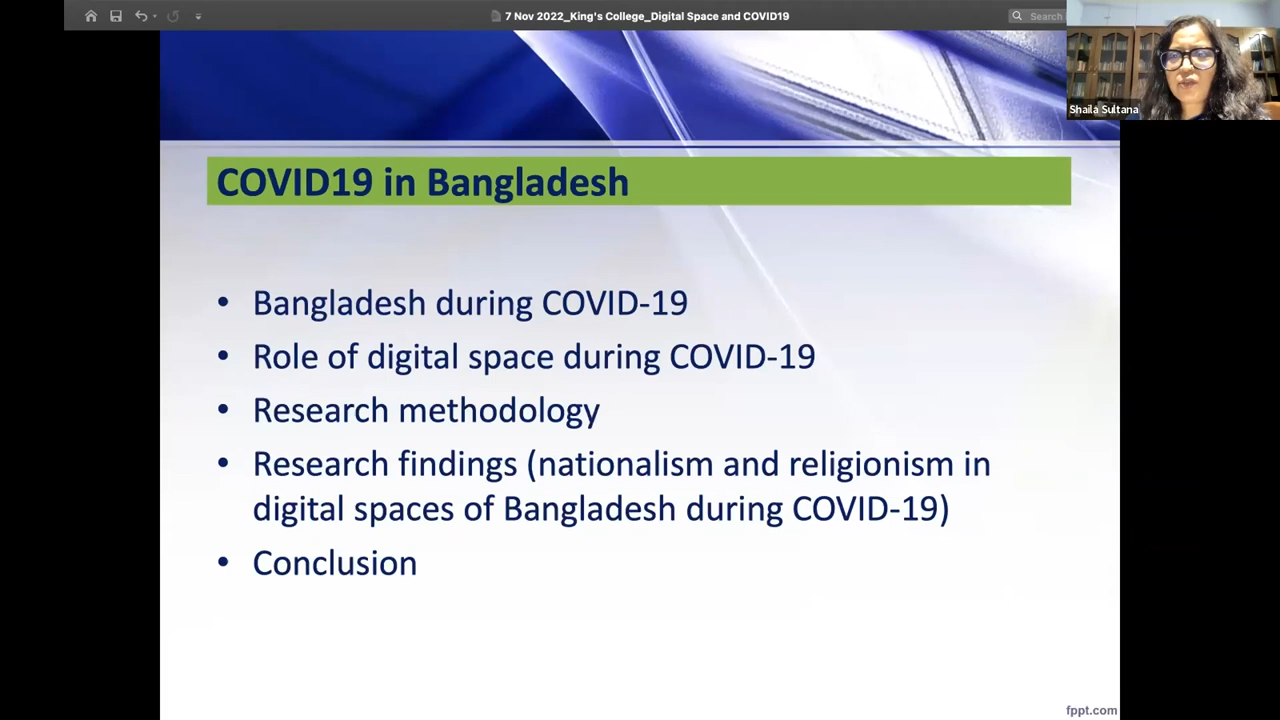 7 Nov 2022_King's College_Digital Space and COVID19
Search
Shaila Sultana
COVID19 in Bangladesh
• Bangladesh during COVID-19
• Role of digital space during COVID-19
• Research methodology
• Research findings (nationalism and religionism in
digital spaces of Bangladesh during COVID-19)
• Conclusion
fppt.com